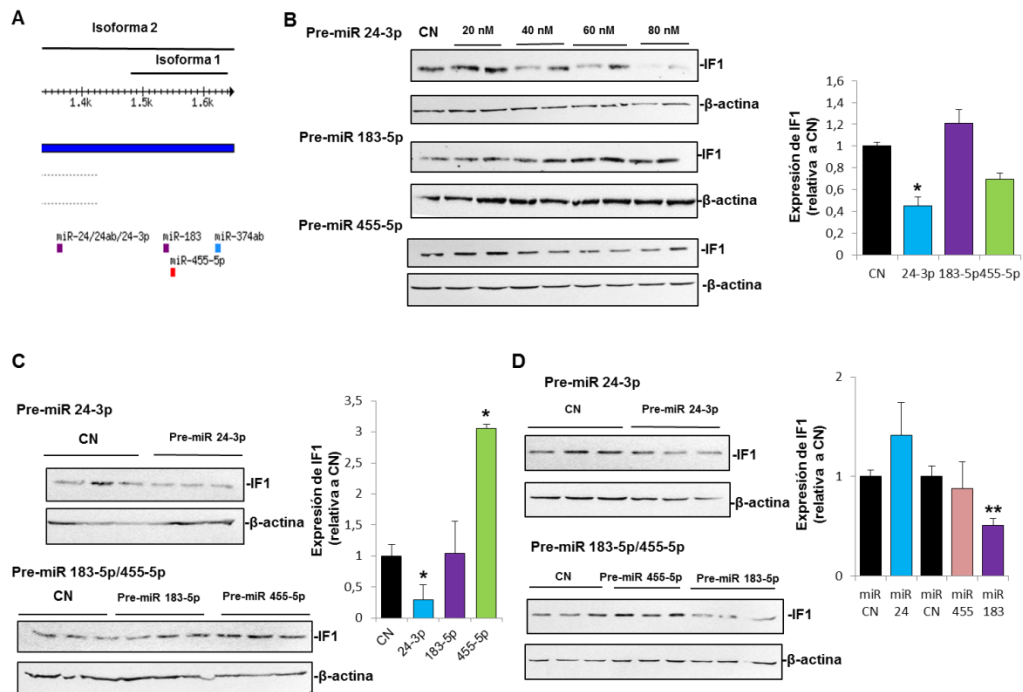 A
Isoforma 2
Isoforma 1
1.4k 1.5k 1.6k
miR-24/24ab/24-3p miR-183 miR-374ab
miR-455-5p
B
Pre-miR 24-3p CN 20 nM 40 nM 60 nM 80 nM
-IF1
-β-actina
Pre-miR 183-5p
-IF1
-β-actina
Pre-miR 455-5p
-IF1
-β-actina
Expresión de IF1
(relativa a CN)
1,4
1,2
1
0,8
0,6
0,4
0,2
0
*
CN 24-3p 183-5p 455-5p
C
Pre-miR 24-3p
CN Pre-miR 24-3p
-IF1
-β-actina
Pre-miR 183-5p/455-5p
CN Pre-miR 183-5p Pre-miR 455-5p
-IF1
-β-actina
Expresión de IF1
(relativa a CN)
3,5
3
2,5
2
1,5
1
0,5
0
*
*
CN 24-3p 183-5p 455-5p
D
Pre-miR 24-3p
CN Pre-miR 24-3p
-IF1
-β-actina
Pre-miR 183-5p/455-5p
CN Pre-miR 455-5p Pre-miR 183-5p
-IF1
-β-actina
Expresión de IF1
(relativa a CN)
2
1
0
**
miR miR miR miR miR
CN 24 CN 455 183